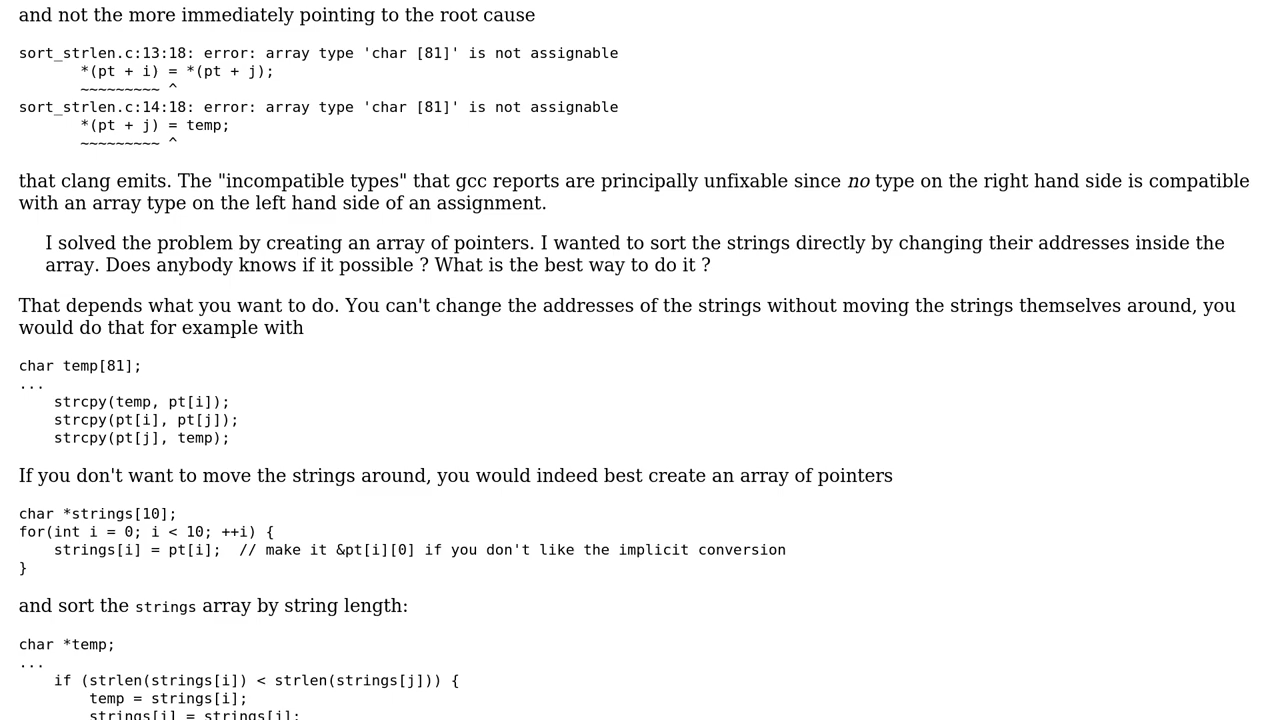 and not the more immediately pointing to the root cause
sort_strlen.c:13:18: error: array type 'char [81]' is not assignable
       *(pt + i) = *(pt + j);
       ~~~~~~~~~ ^
sort_strlen.c:14:18: error: array type 'char [81]' is not assignable
       *(pt + j) = temp;
       ~~~~~~~~~ ^
that clang emits. The "incompatible types" that gcc reports are principally unfixable since no type on the right hand side is compatible
with an array type on the left hand side of an assignment.
I solved the problem by creating an array of pointers. I wanted to sort the strings directly by changing their addresses inside the
array. Does anybody knows if it possible ? What is the best way to do it ?
That depends what you want to do. You can't change the addresses of the strings without moving the strings themselves around, you
would do that for example with
char temp[81];
...
    strcpy(temp, pt[i]);
    strcpy(pt[i], pt[j]);
    strcpy(pt[j], temp);
If you don't want to move the strings around, you would indeed best create an array of pointers
char *strings[10];
for(int i = 0; i < 10; ++i) {
    strings[i] = pt[i];  // make it &pt[i][0] if you don't like the implicit conversion
}
and sort the strings array by string length:
char *temp;
...
    if (strlen(strings[i]) < strlen(strings[j])) {
        temp = strings[i];
        strings[i] = strings[j];